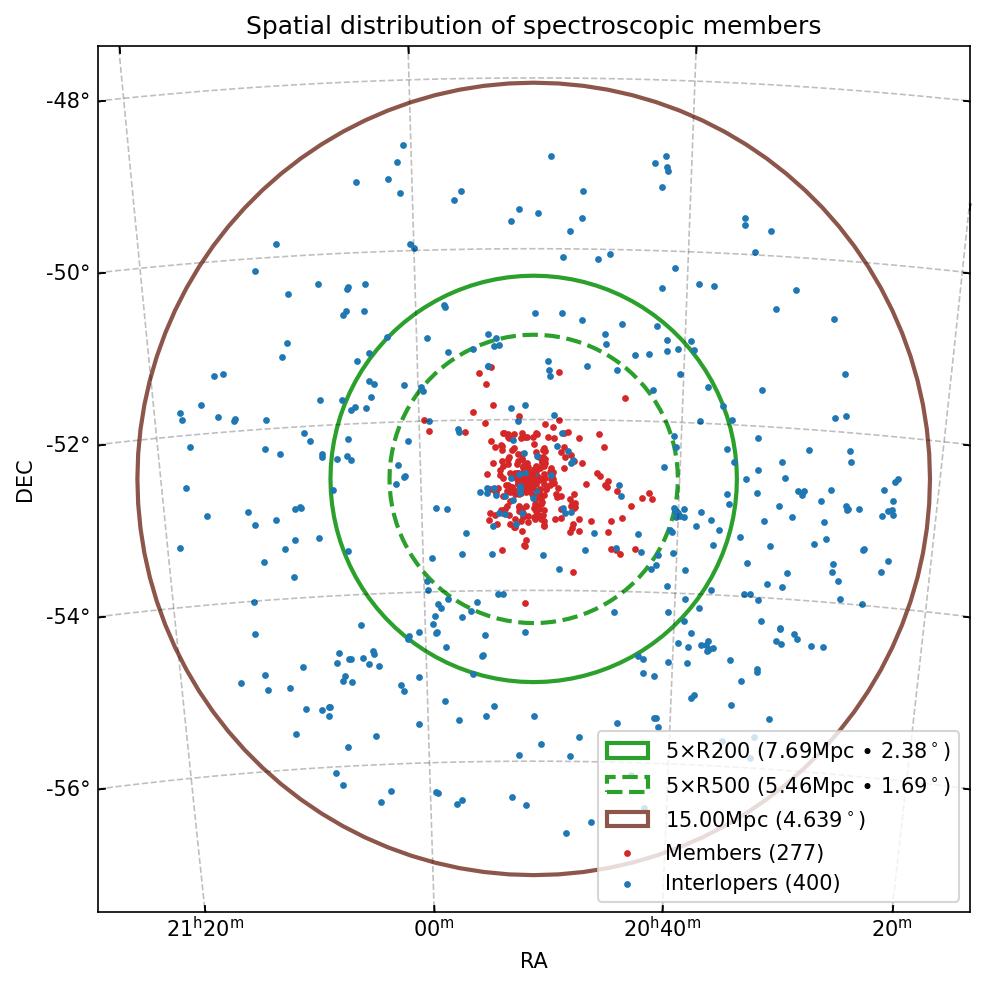 Spatial distribution of spectroscopic members
-48°
-50°
-52°
-54°
-56°
DEC
5×R200 (7.69Mpc • 2.38°)
5×R500 (5.46Mpc • 1.69°)
15.00Mpc (4.639°)
Members (277)
Interlopers (400)
21ʰ20ᵐ 00ᵐ 20ʰ40ᵐ 20ᵐ
RA